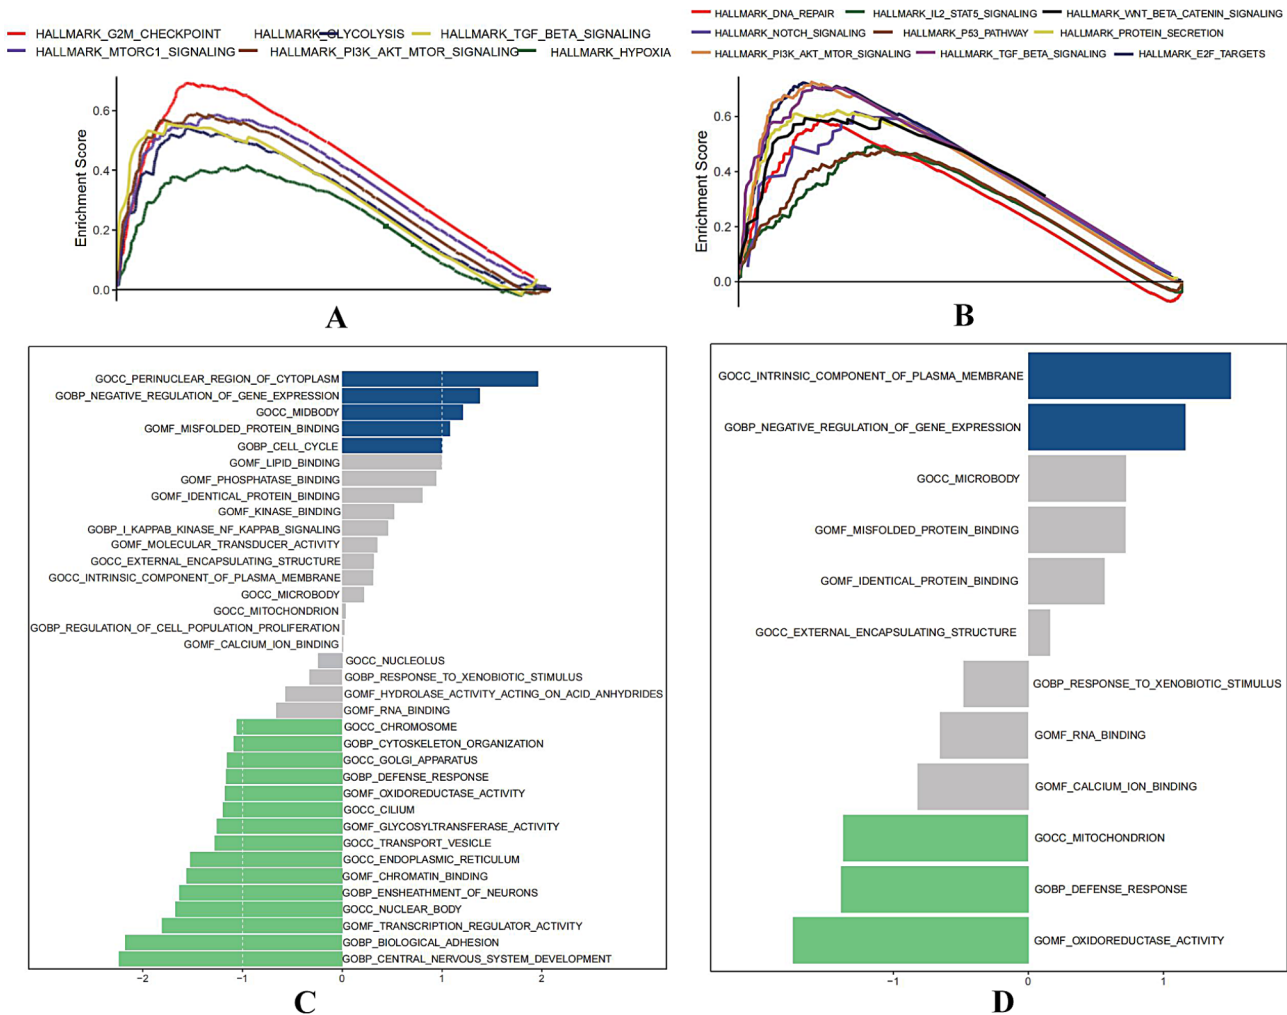 HALLMARK_G2M_CHECKPOINT HALLMARK_GLYCOLYSIS HALLMARK_TGF_BETA_SIGNALING
HALLMARK_MTORC1_SIGNALING HALLMARK_PI3K_AKT_MTOR_SIGNALING HALLMARK_HYPOXIA
Enrichment Score
0.6
0.4
0.2
0.0
A
HALLMARK_DNA_REPAIR HALLMARK_IL2_STAT5_SIGNALING HALLMARK_WNT_BETA_CATENIN_SIGNALING
HALLMARK_NOTCH_SIGNALING HALLMARK_P53_PATHWAY HALLMARK_PROTEIN_SECRETION
HALLMARK_PI3K_AKT_MTOR_SIGNALING HALLMARK_TGF_BETA_SIGNALING HALLMARK_E2F_TARGETS
Enrichment Score
0.6
0.4
0.2
0.0
B
GOCC_PERINUCLEAR_REGION_OF_CYTOPLASM
GOBP_NEGATIVE_REGULATION_OF_GENE_EXPRESSION
GOCC_MIDBODY
GOMF_MISFOLDED_PROTEIN_BINDING
GOBP_CELL_CYCLE
GOMF_LIPID_BINDING
GOMF_PHOSPHATASE_BINDING
GOMF_IDENTICAL_PROTEIN_BINDING
GOMF_KINASE_BINDING
GOBP_I_KAPPAB_KINASE_NF_KAPPAB_SIGNALING
GOMF_MOLECULAR_TRANSDUCER_ACTIVITY
GOCC_EXTERNAL_ENCAPSULATING_STRUCTURE
GOCC_INTRINSIC_COMPONENT_OF_PLASMA_MEMBRANE
GOCC_MICROBODY
GOCC_MITOCHONDRION
GOBP_REGULATION_OF_CELL_POPULATION_PROLIFERATION
GOMF_CALCIUM_ION_BINDING
GOCC_NUCLEOLUS
GOBP_RESPONSE_TO_XENOBIOTIC_STIMULUS
GOMF_HYDROLASE_ACTIVITY_ACTING_ON_ACID_ANHYDRIDES
GOMF_RNA_BINDING
GOCC_CHROMOSOME
GOBP_CYTOSKELETON_ORGANIZATION
GOCC_GOLGI_APPARATUS
GOBP_DEFENSE_RESPONSE
GOMF_OXIDOREDUCTASE_ACTIVITY
GOCC_CILIUM
GOMF_GLYCOSYLTRANSFERASE_ACTIVITY
GOCC_TRANSPORT_VESICLE
GOCC_ENDOPLASMIC_RETICULUM
GOMF_CHROMATIN_BINDING
GOBP_ENSHEATHMENT_OF_NEURONS
GOCC_NUCLEAR_BODY
GOMF_TRANSCRIPTION_REGULATOR_ACTIVITY
GOBP_BIOLOGICAL_ADHESION
GOBP_CENTRAL_NERVOUS_SYSTEM_DEVELOPMENT
−2 −1 0 1 2
C
GOCC_INTRINSIC_COMPONENT_OF_PLASMA_MEMBRANE
GOBP_NEGATIVE_REGULATION_OF_GENE_EXPRESSION
GOCC_MICROBODY
GOMF_MISFOLDED_PROTEIN_BINDING
GOMF_IDENTICAL_PROTEIN_BINDING
GOCC_EXTERNAL_ENCAPSULATING_STRUCTURE
GOBP_RESPONSE_TO_XENOBIOTIC_STIMULUS
GOMF_RNA_BINDING
GOMF_CALCIUM_ION_BINDING
GOCC_MITOCHONDRION
GOBP_DEFENSE_RESPONSE
GOMF_OXIDOREDUCTASE_ACTIVITY
−1 0 1
D